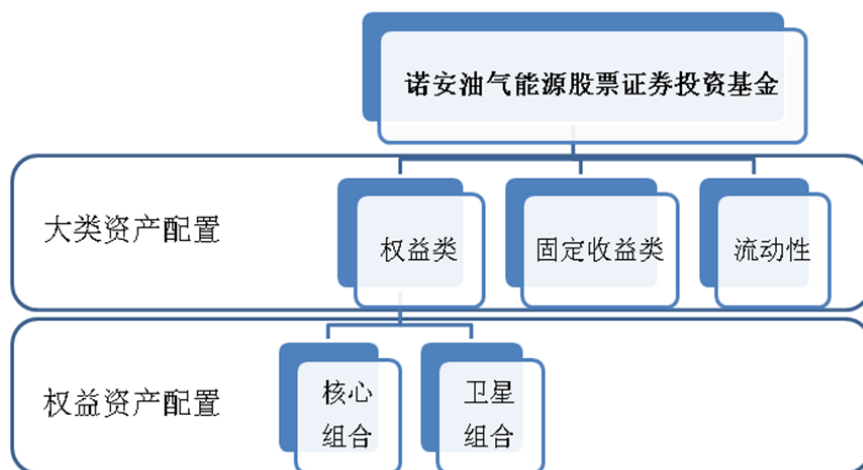 诺安油气能源股票证券投资基金
大类资产配置
权益类
固定收益类
流动性
权益资产配置
核心
组合
卫星
组合